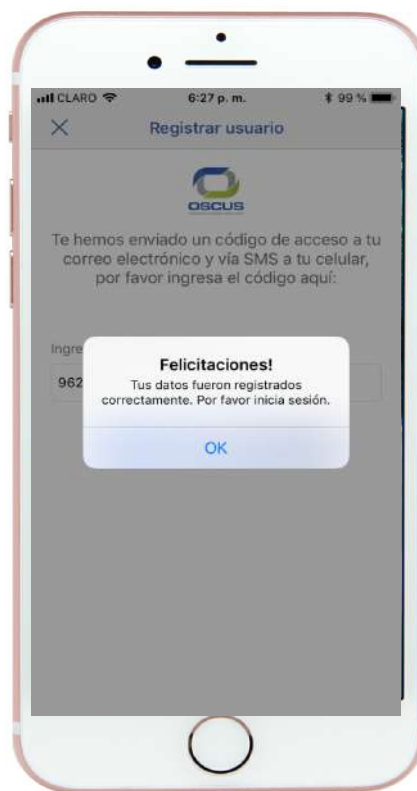 CLARO 6:27 p. m. 99 %
Registrar usuario
OSCUS
Te hemos enviado un código de acceso a tu
correo electrónico y vía SMS a tu celular,
por favor ingresa el código aquí:
Ingre
Felicitaciones!
962
Tus datos fueron registrados
correctamente. Por favor inicia sesión.
OK